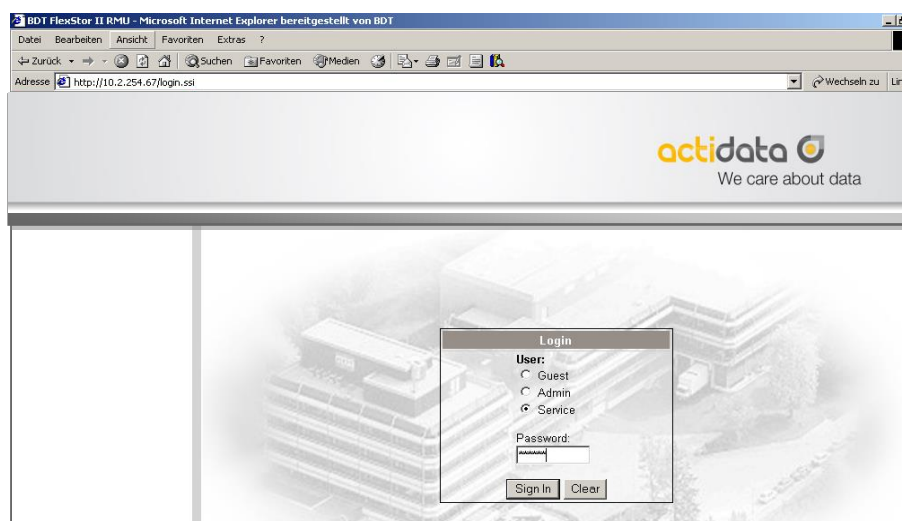 BDT FlexStor II RMU - Microsoft Internet Explorer bereitgestellt von BDT
Datei Bearbeiten Ansicht Favoriten Extras ?
Zurück Suchen Favoriten Medien
Adresse http://10.2.254.67/login.ssi Wechseln zu
actidata
We care about data
Login
User:
Guest
Admin
Service
Password:
******
Sign In Clear